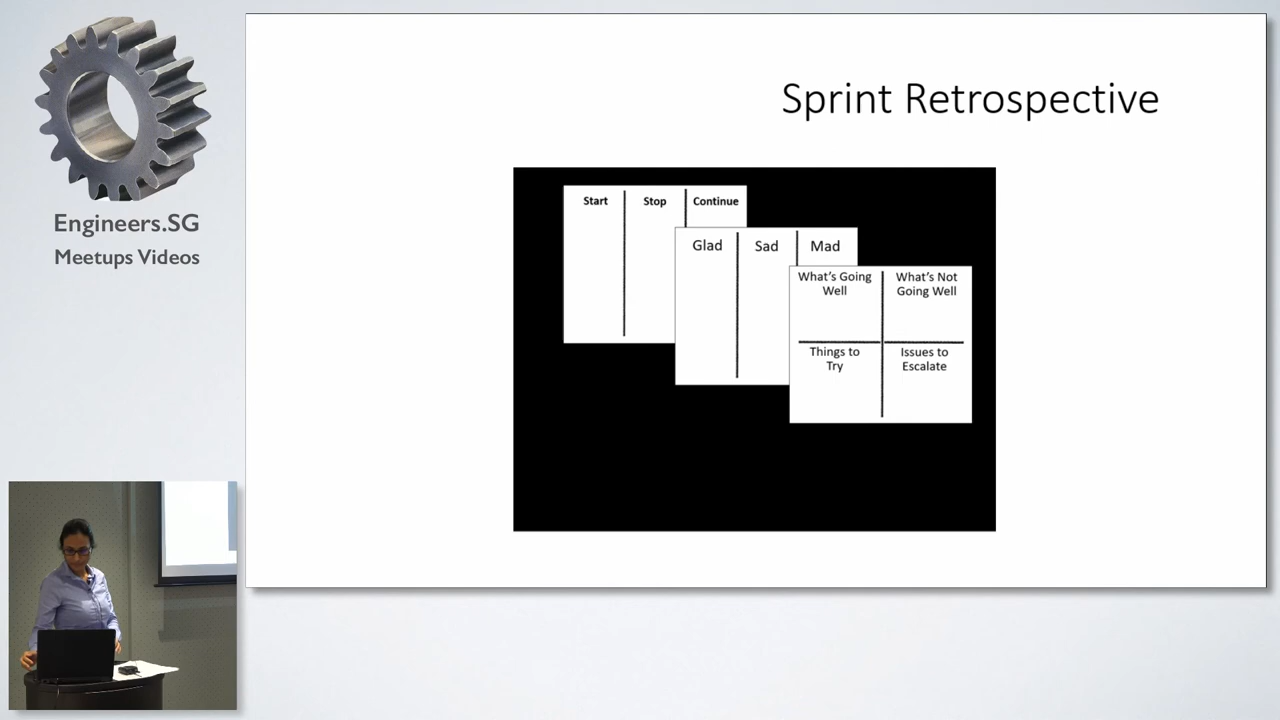 Engineers.SG
Meetups Videos
Sprint Retrospective
Start Stop Continue
Glad Sad Mad
What's Going Well
What's Not Going Well
Things to Try
Issues to Escalate